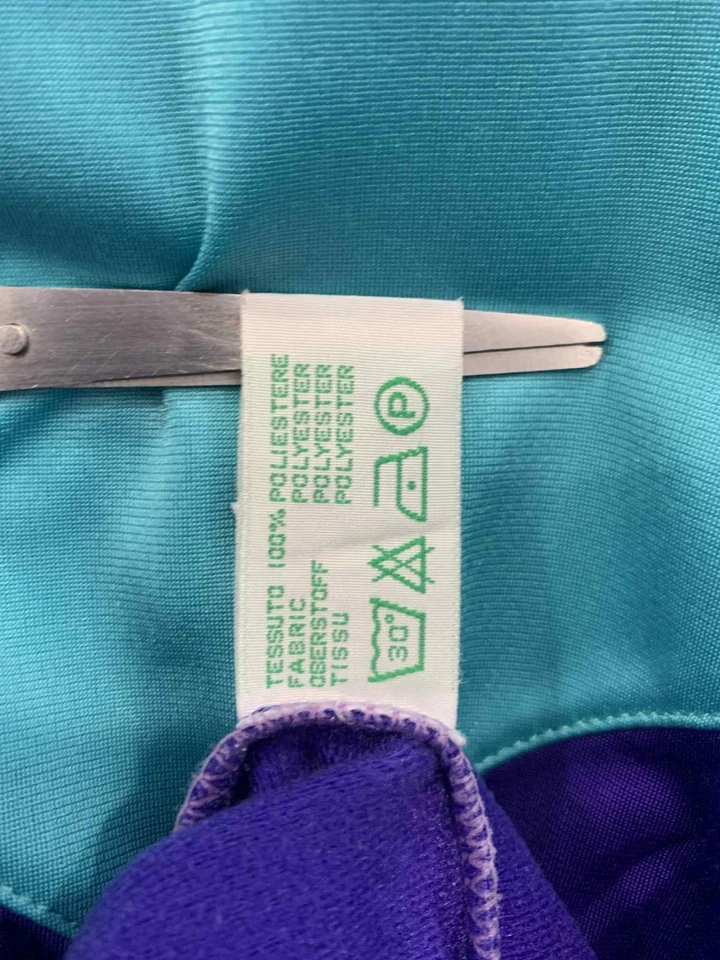 TESSUTO 100% POLIESTERE
FABRIC POLYESTER
OBERSTOFF POLYESTER
TISSU POLYESTER
30° P